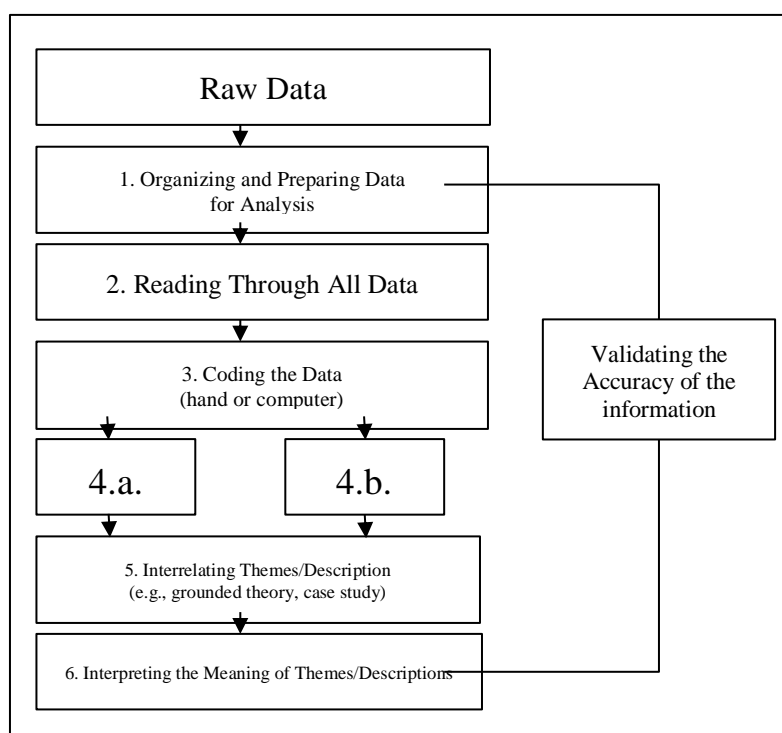 Raw Data
1. Organizing and Preparing Data
for Analysis
2. Reading Through All Data
3. Coding the Data
(hand or computer)
Validating the
Accuracy of the
information
4.a.
4.b.
5. Interrelating Themes/Description
(e.g., grounded theory, case study)
6. Interpreting the Meaning of Themes/Descriptions